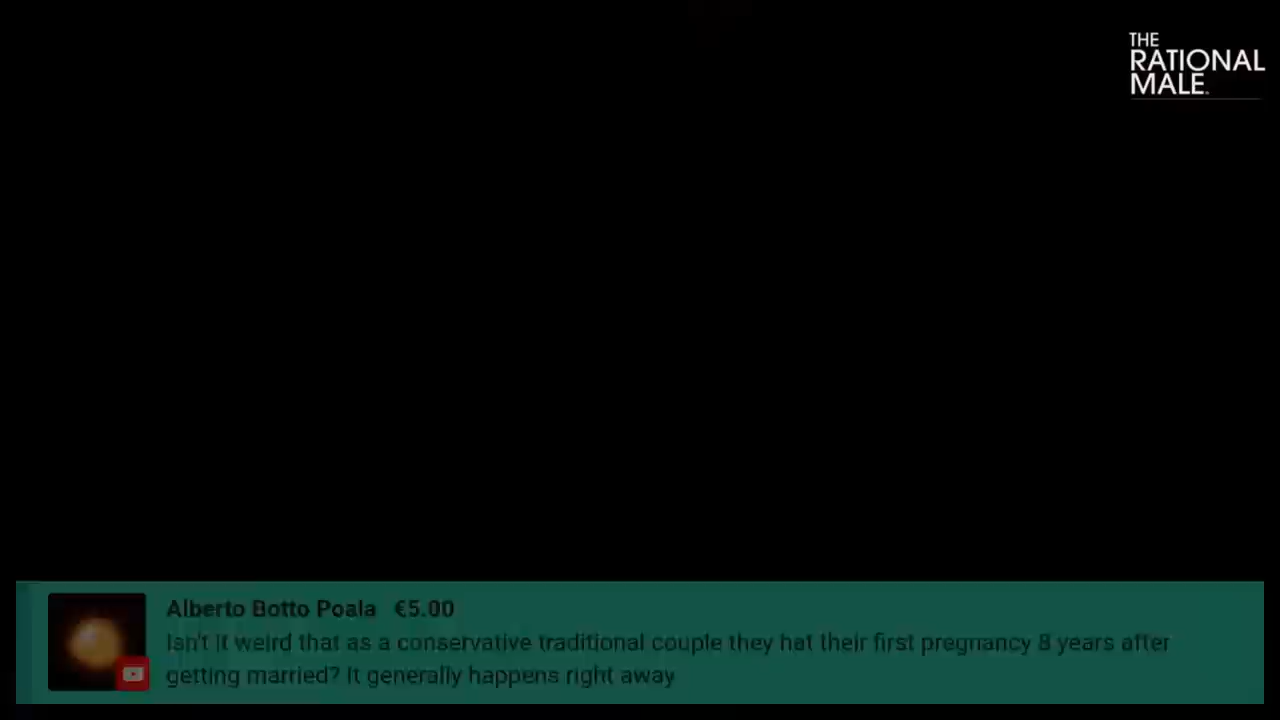 THE
RATIONAL
MALE
Alberto Botto Poala €5.00
Isn't it weird that as a conservative traditional couple they hat their first pregnancy 8 years after
getting married? It generally happens right away